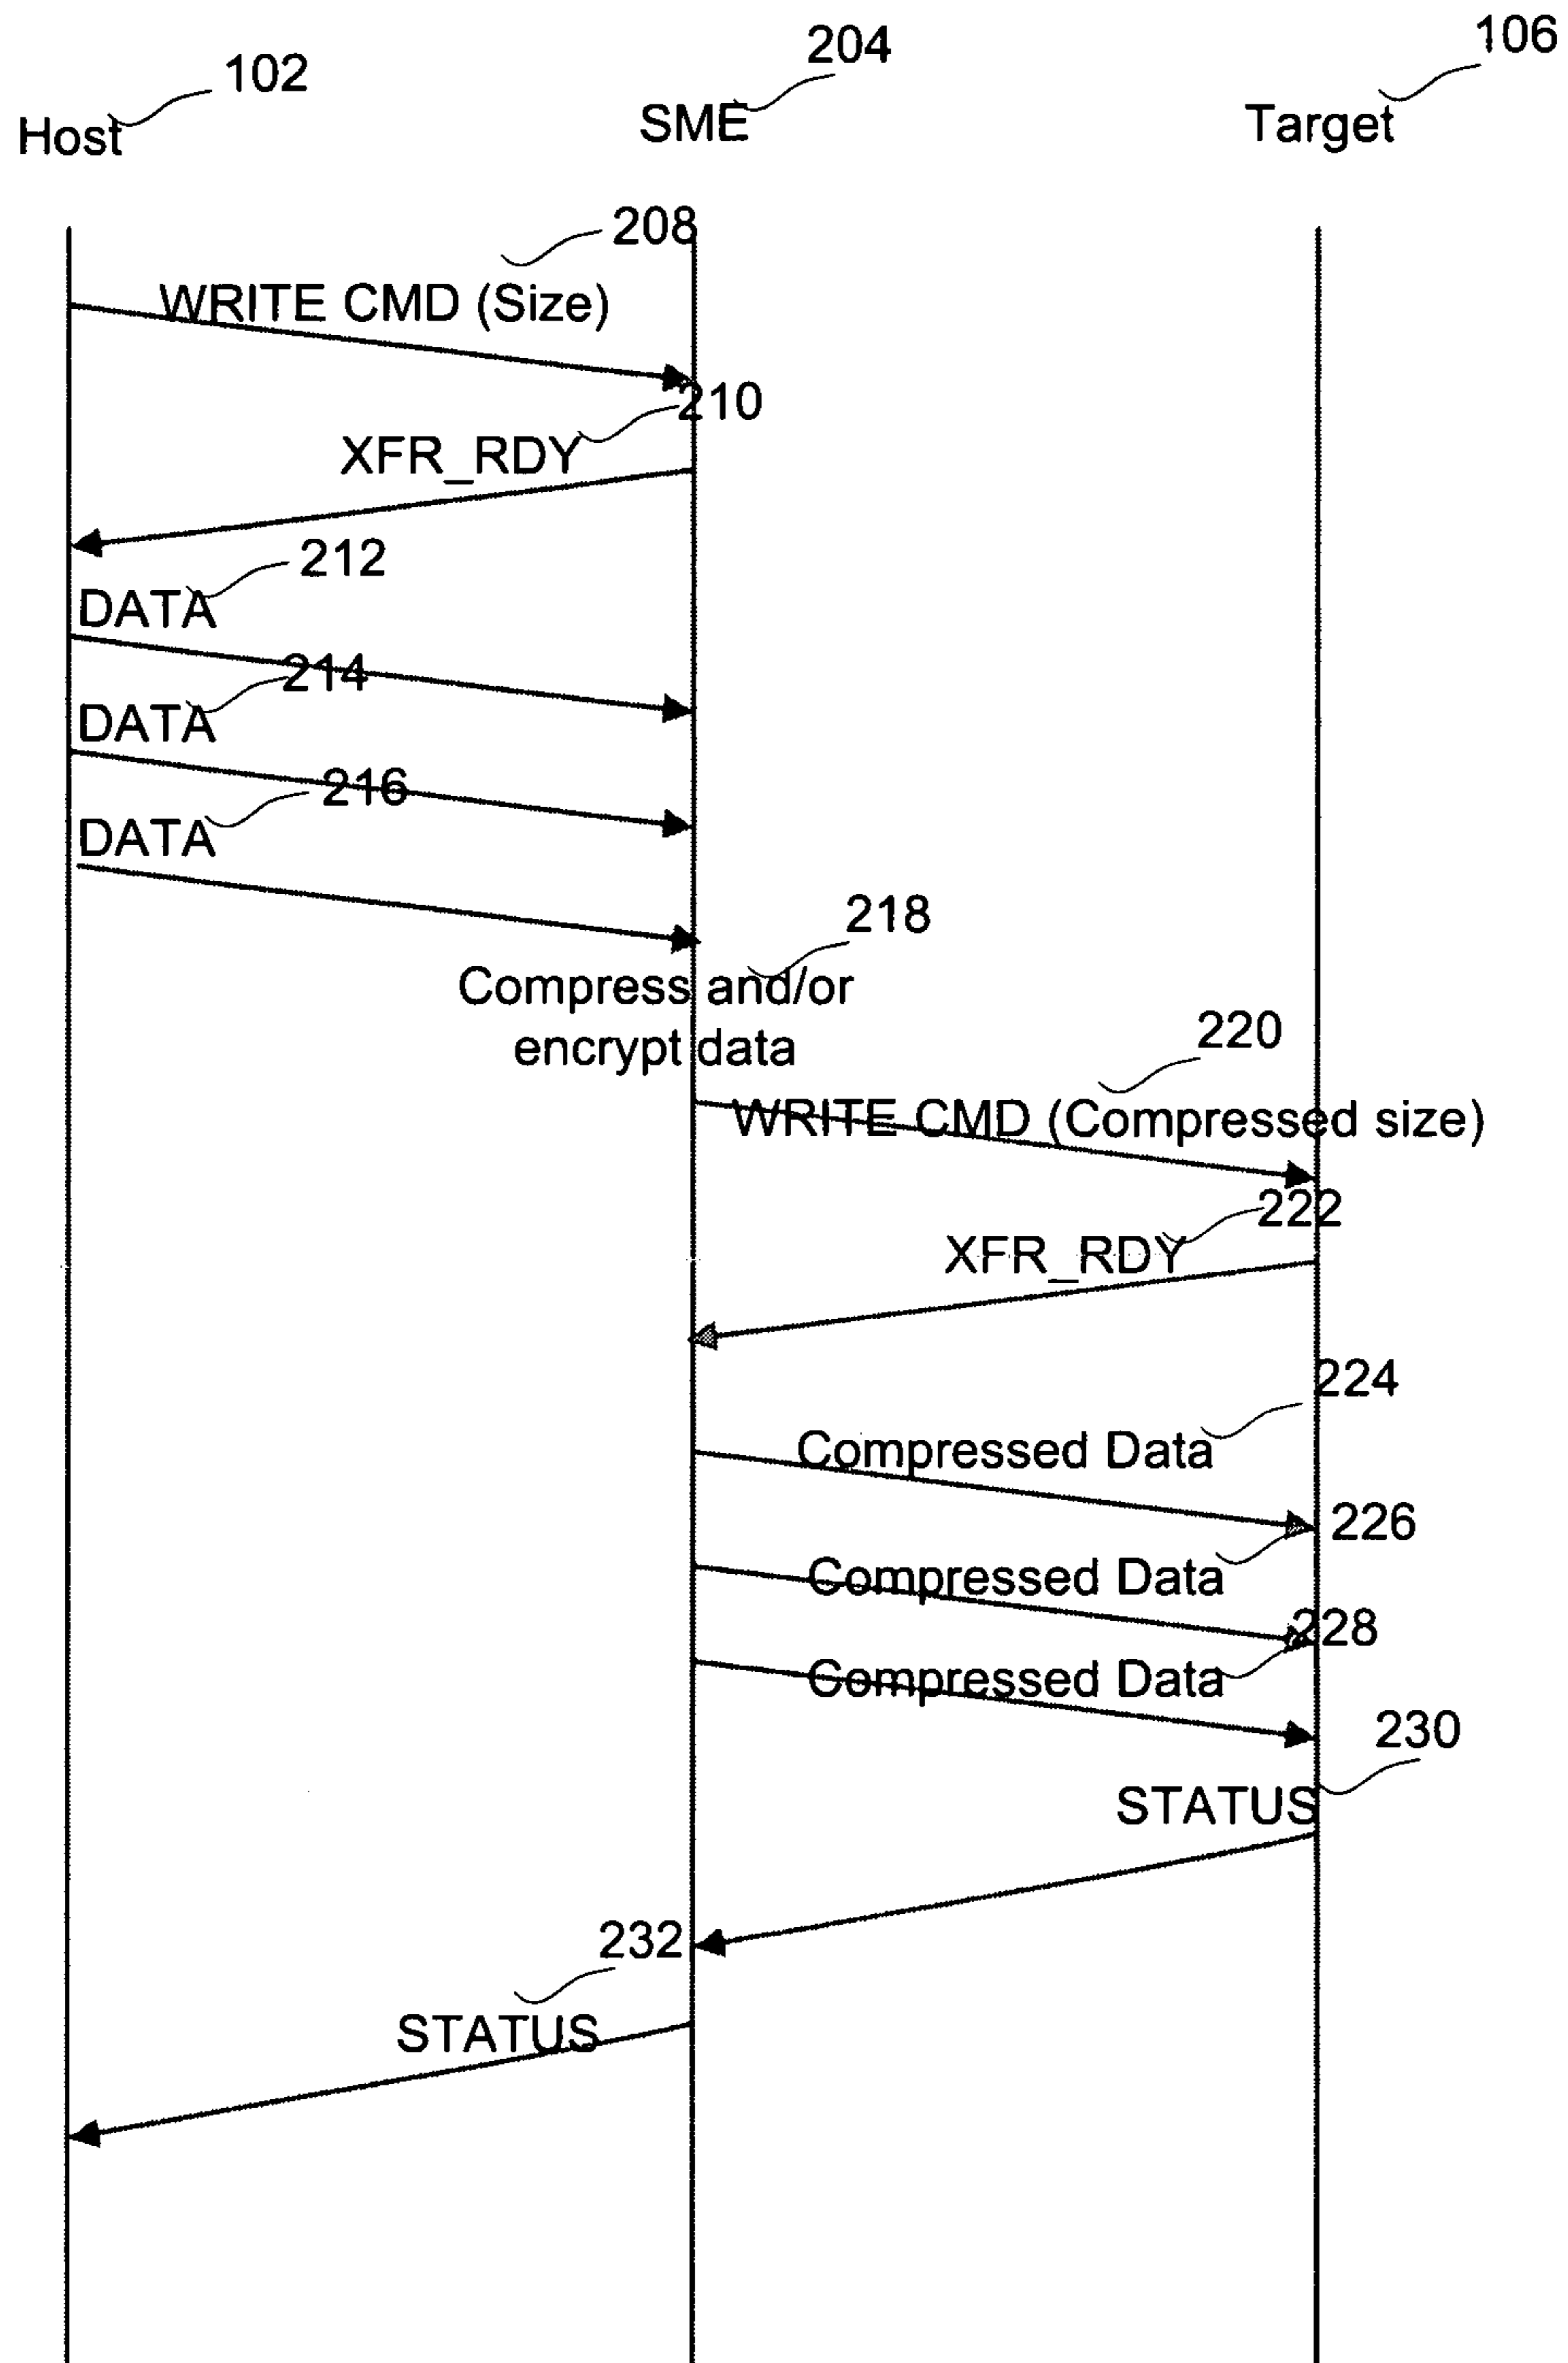 106
204
102
Host
SME
Target
208
WRITE CMD (Size)
210
XFR_RDY
212
DATA
214
DATA
216
DATA
218
Compress and/or
encrypt data
220
WRITE CMD (Compressed size)
222
XFR_RDY
224
Compressed Data
226
Compressed Data
228
Compressed Data
230
STATUS
232
STATUS